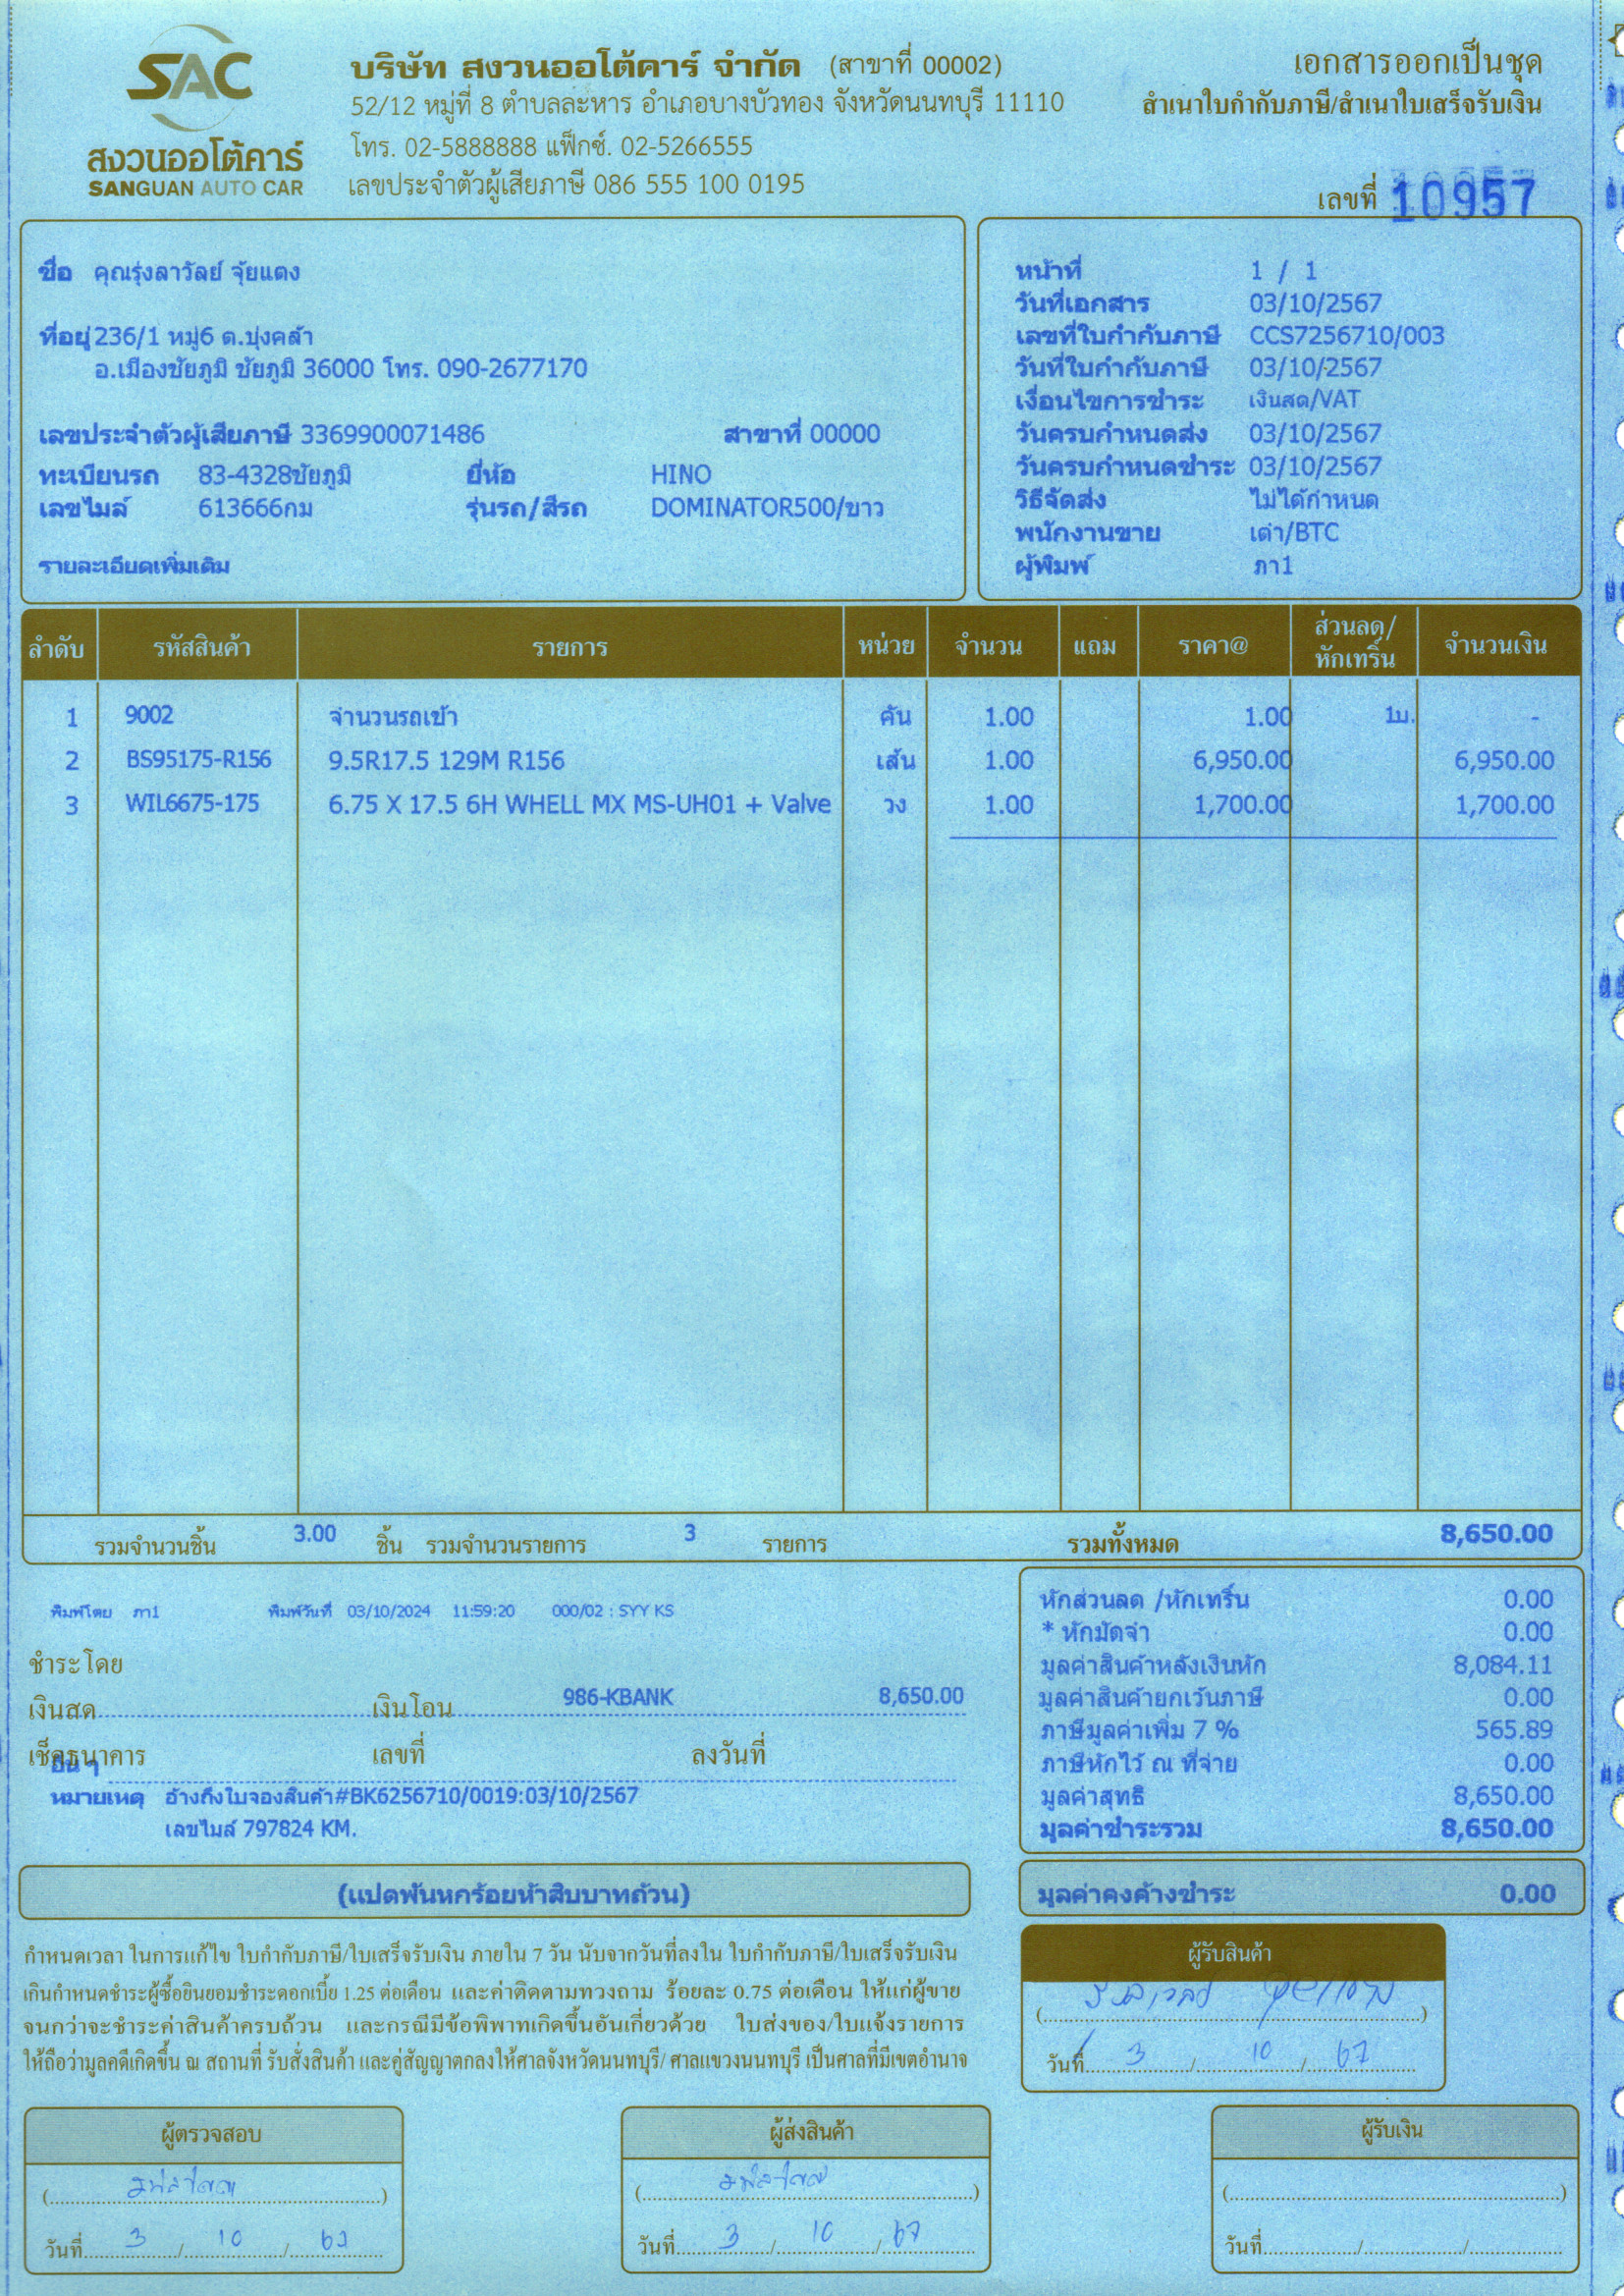 SAC
สงวนออโต้คาร์
SANGUAN AUTO CAR
บริษัท สงวนออโต้คาร์ จำกัด (สาขาที่ 00002)
52/12 หมู่ที่ 8 ตำบลละหาร อำเภอบางบัวทอง จังหวัดนนทบุรี 11110
โทร. 02-5888888 แฟ็กซ์. 02-5266555
เลขประจำตัวผู้เสียภาษี 086 555 100 0195
เอกสารออกเป็นชุด
สำเนาใบกำกับภาษี/สำเนาใบเสร็จรับเงิน
เลขที่ 10957
ชื่อ คุณรุ่งลาวัลย์ จุ้ยแดง
ที่อยู่ 236/1 หมู่6 ต.บุ่งคล้า
อ.เมืองชัยภูมิ ชัยภูมิ 36000 โทร. 090-2677170
เลขประจำตัวผู้เสียภาษี 3369900071486 สาขาที่ 00000
ทะเบียนรถ 83-4328ชัยภูมิ ยี่ห้อ HINO
เลขไมล์ 613666กม รุ่นรถ/สีรถ DOMINATOR500/ขาว
รายละเอียดเพิ่มเติม
หน้าที่ 1 / 1
วันที่เอกสาร 03/10/2567
เลขที่ใบกำกับภาษี CCS7256710/003
วันที่ใบกำกับภาษี 03/10/2567
เงื่อนไขการชำระ เงินสด/VAT
วันครบกำหนดส่ง 03/10/2567
วันครบกำหนดชำระ 03/10/2567
วิธีจัดส่ง ไม่ได้กำหนด
พนักงานขาย เด่า/BTC
ผู้พิมพ์ ภา1
ลำดับ รหัสสินค้า รายการ หน่วย จำนวน แถม ราคา@ ส่วนลด/หักเทริ์น จำนวนเงิน
1 9002 จำนวนรถเข้า คัน 1.00 1.00 1บ. -
2 BS95175-R156 9.5R17.5 129M R156 เส้น 1.00 6,950.00 6,950.00
3 WIL6675-175 6.75 X 17.5 6H WHELL MX MS-UH01 + Valve วง 1.00 1,700.00 1,700.00
รวมจำนวนชิ้น 3.00 ชิ้น รวมจำนวนรายการ 3 รายการ รวมทั้งหมด 8,650.00
พิมพ์โดย ภา1 พิมพ์วันที่ 03/10/2024 11:59:20 000/02 : SYY KS
ชำระโดย
เงินสด เงินโอน 986-KBANK 8,650.00
เช็คธนาคาร เลขที่ ลงวันที่
อื่น ๆ
หมายเหตุ อ้างถึงใบจองสินค้า#BK6256710/0019:03/10/2567
เลขไมล์ 797824 KM.
หักส่วนลด /หักเทริ์น 0.00
* หักมัดจำ 0.00
มูลค่าสินค้าหลังเงินหัก 8,084.11
มูลค่าสินค้ายกเว้นภาษี 0.00
ภาษีมูลค่าเพิ่ม 7 % 565.89
ภาษีหักไว้ ณ ที่จ่าย 0.00
มูลค่าสุทธิ 8,650.00
มูลค่าชำระรวม 8,650.00
(แปดพันหกร้อยห้าสิบบาทถ้วน)
มูลค่าคงค้างชำระ 0.00
กำหนดเวลา ในการแก้ไข ใบกำกับภาษี/ใบเสร็จรับเงิน ภายใน 7 วัน นับจากวันที่ลงใน ใบกำกับภาษี/ใบเสร็จรับเงิน
เกินกำหนดชำระผู้ซื้อยินยอมชำระดอกเบี้ย 1.25 ต่อเดือน และค่าติดตามทวงถาม ร้อยละ 0.75 ต่อเดือน ให้แก่ผู้ขาย
จนกว่าจะชำระค่าสินค้าครบถ้วน และกรณีมีข้อพิพาทเกิดขึ้นอันเกี่ยวด้วย ใบส่งของ/ใบแจ้งรายการ
ให้ถือว่ามูลคดีเกิดขึ้น ณ สถานที่ รับสั่งสินค้า และคู่สัญญาตกลงให้ศาลจังหวัดนนทบุรี/ ศาลแขวงนนทบุรี เป็นศาลที่มีเขตอำนาจ
ผู้รับสินค้า
วันที่ 3 / 10 / 67
ผู้ตรวจสอบ
วันที่ 3 / 10 / 67
ผู้ส่งสินค้า
วันที่ 3 / 10 / 67
ผู้รับเงิน
วันที่ / /